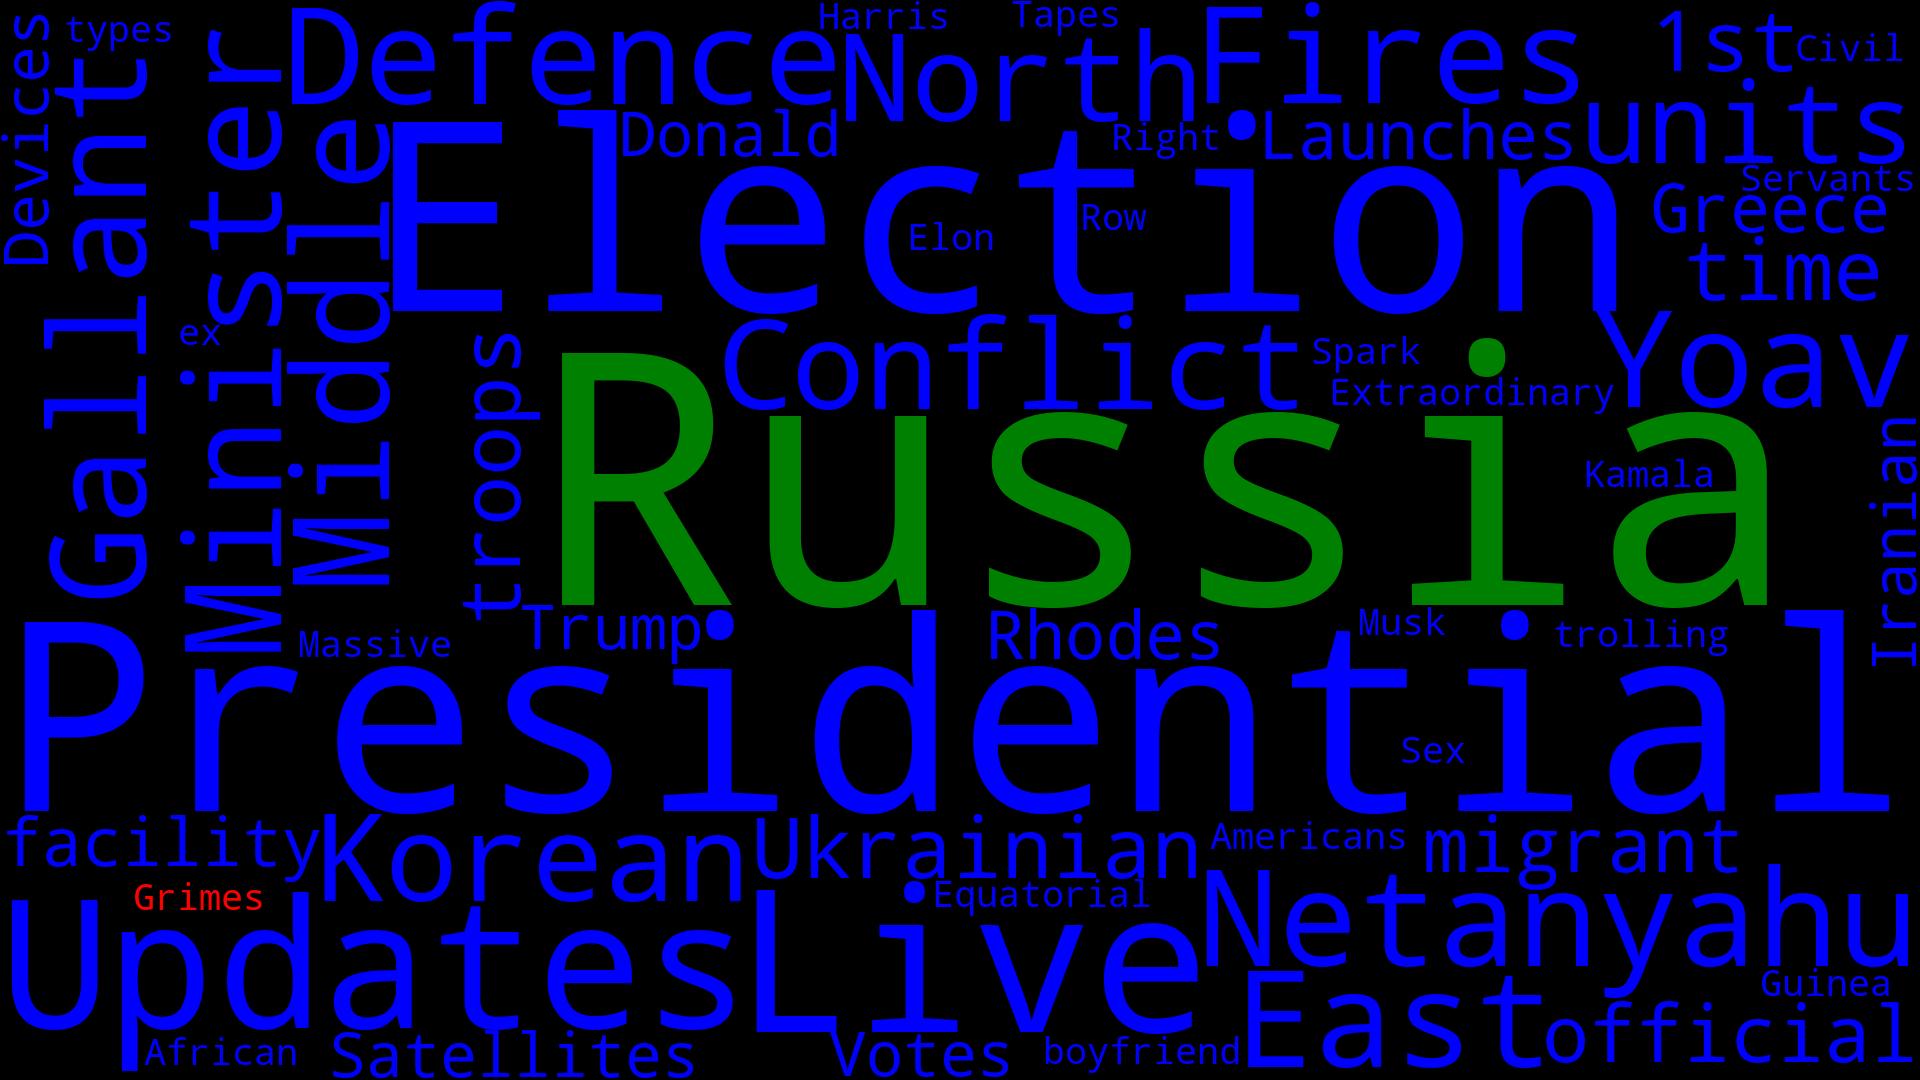 Devices
types
Gallant
Minister
Middle
Defence
Harris
North
Tapes
Fires
1st
Civil
Donald
Right
Launches
units
Servants
Greece
Election
Elon
Row
time
ex
troops
Conflict
Spark
Extraordinary
Yoav
Russia
Kamala
Iranian
Massive
Trump
Rhodes
Musk
trolling
Presidential
Sex
facility
Korean
Ukrainian
Americans
migrant
Grimes
Updates
Live
Equatorial
Netanyahu
Guinea
African
Satellites
Votes
boyfriend
East
official